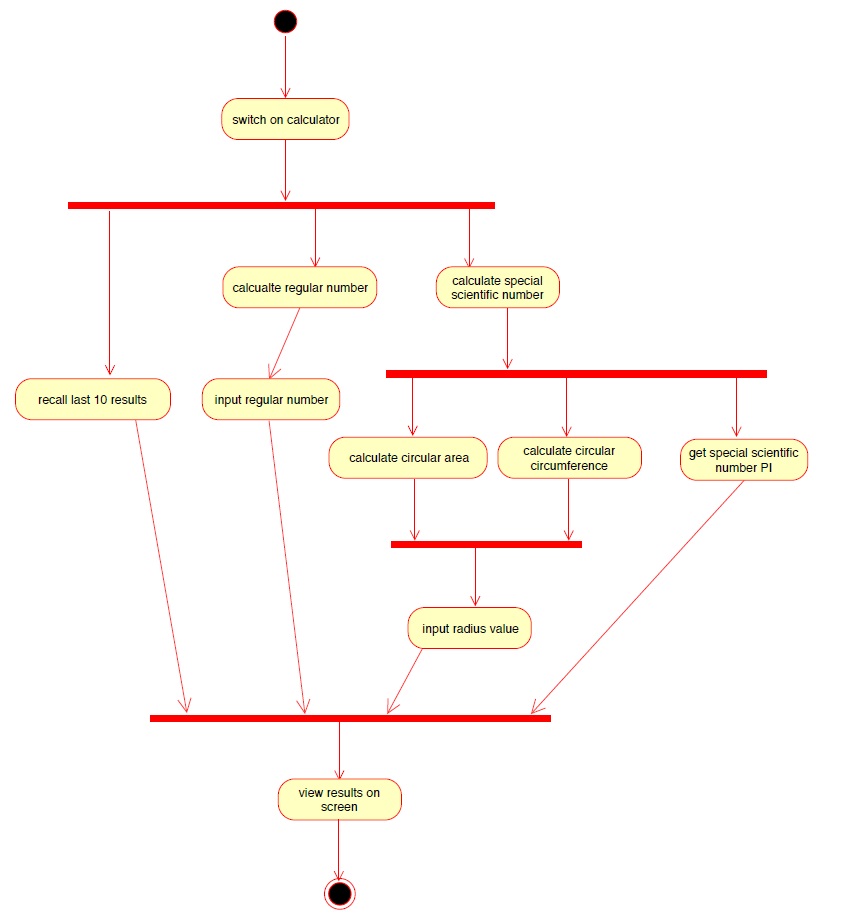 switch on calculator
calcualte regular number
calculate special
scientific number
recall last 10 results
input regular number
calculate circular area
calculate circular
circumference
get special scientific
number PI
input radius value
view results on
screen